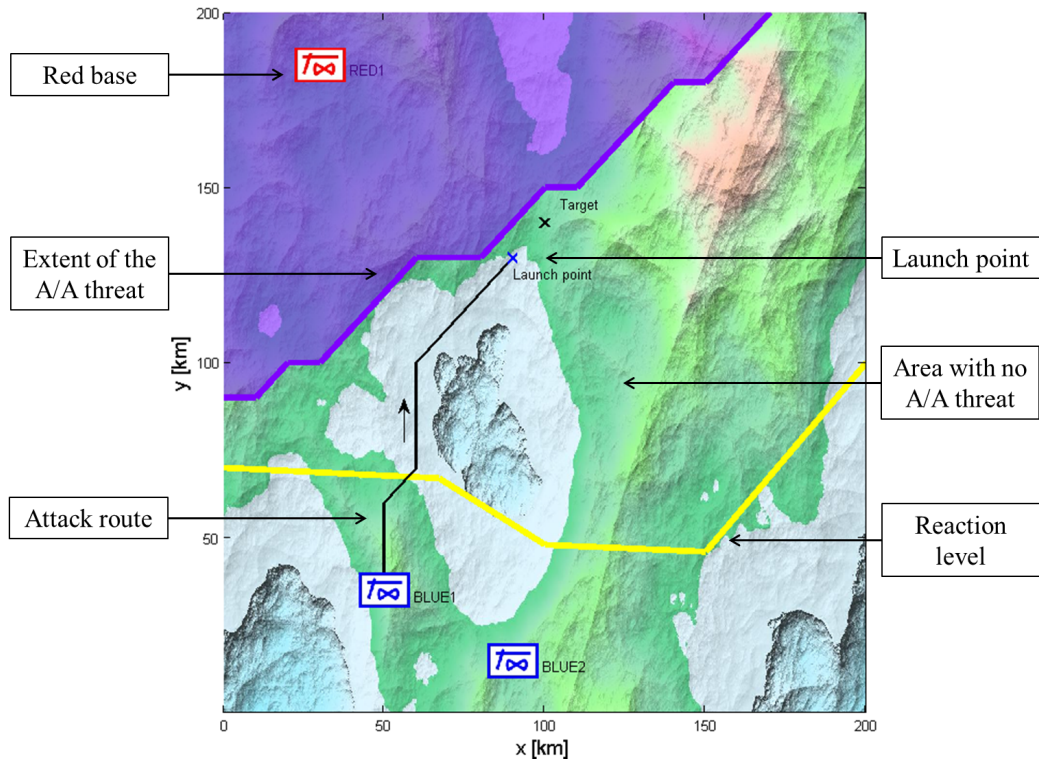 200
Red base
RED1
150
Target
Extent of the
A/A threat
Launch point
Launch point
y [km]
100
Area with no
A/A threat
Attack route
50
Reaction
level
BLUE1
BLUE2
0
50
100
150
200
x [km]